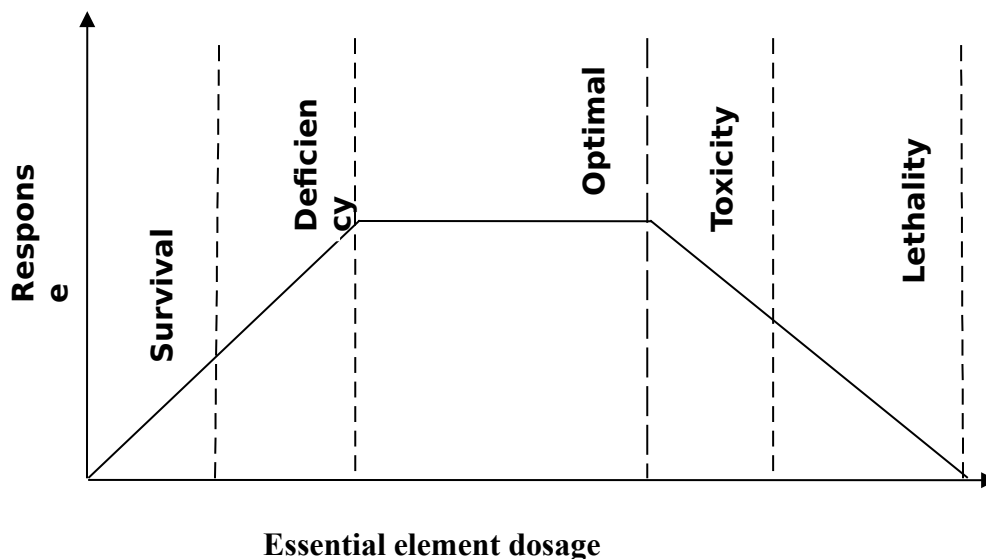 Respons
e
Survival
Deficien
cy
Optimal
Toxicity
Lethality
Essential element dosage